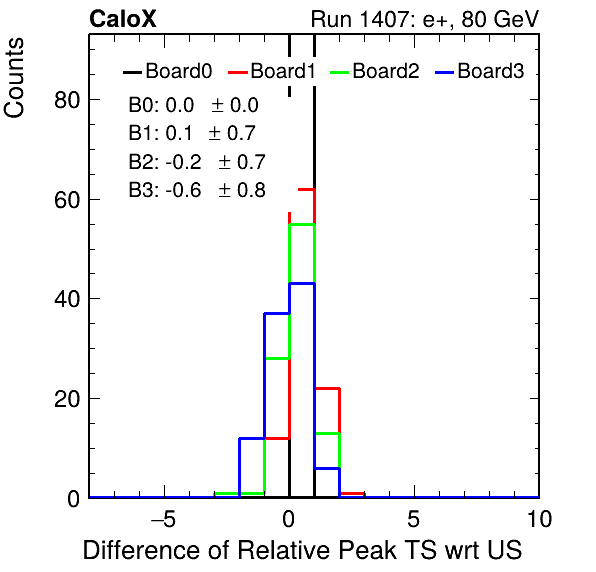 CaloX Run 1407: e+, 80 GeV
Counts
Board0 Board1 Board2 Board3
B0: 0.0 ± 0.0
B1: 0.1 ± 0.7
B2: -0.2 ± 0.7
B3: -0.6 ± 0.8
80
60
40
20
0
−5 0 5 10
Difference of Relative Peak TS wrt US